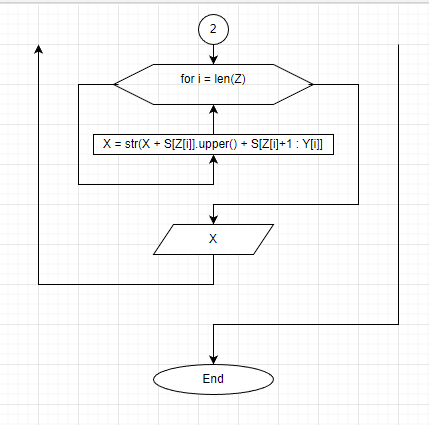 2
for i = len(Z)
X = str(X + S[Z[i]].upper() + S[Z[i]+1 : Y[i]]
X
End